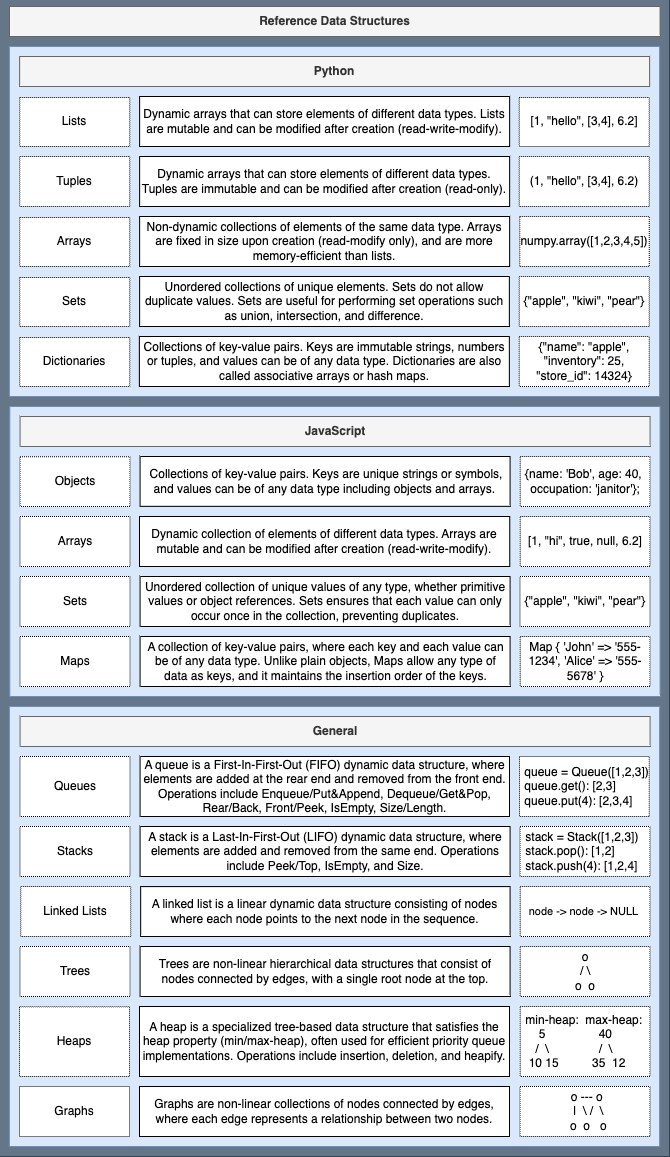 Reference Data Structures
Python
Lists
Dynamic arrays that can store elements of different data types. Lists
are mutable and can be modified after creation (read-write-modify).
[1, "hello", [3,4], 6.2]
Tuples
Dynamic arrays that can store elements of different data types.
Tuples are immutable and can be modified after creation (read-only).
(1, "hello", [3,4], 6.2)
Arrays
Non-dynamic collections of elements of the same data type. Arrays
are fixed in size upon creation (read-modify only), and are more
memory-efficient than lists.
numpy.array([1,2,3,4,5])
Sets
Unordered collections of unique elements. Sets do not allow
duplicate values. Sets are useful for performing set operations such
as union, intersection, and difference.
{"apple", "kiwi", "pear"}
Dictionaries
Collections of key-value pairs. Keys are immutable strings, numbers
or tuples, and values can be of any data type. Dictionaries are also
called associative arrays or hash maps.
{"name": "apple",
"inventory": 25,
"store_id": 14324}
JavaScript
Objects
Collections of key-value pairs. Keys are unique strings or symbols,
and values can be of any data type including objects and arrays.
{name: 'Bob', age: 40,
occupation: 'janitor'};
Arrays
Dynamic collection of elements of different data types. Arrays are
mutable and can be modified after creation (read-write-modify).
[1, "hi", true, null, 6.2]
Sets
Unordered collection of unique values of any type, whether primitive
values or object references. Sets ensures that each value can only
occur once in the collection, preventing duplicates.
{"apple", "kiwi", "pear"}
Maps
A collection of key-value pairs, where each key and each value can
be of any data type. Unlike plain objects, Maps allow any type of
data as keys, and it maintains the insertion order of the keys.
Map { 'John' => '555-
1234', 'Alice' => '555-
5678' }
General
Queues
A queue is a First-In-First-Out (FIFO) dynamic data structure, where
elements are added at the rear end and removed from the front end.
Operations include Enqueue/Put&Append, Dequeue/Get&Pop,
Rear/Back, Front/Peek, IsEmpty, Size/Length.
queue = Queue([1,2,3])
queue.get(): [2,3]
queue.put(4): [2,3,4]
Stacks
A stack is a Last-In-First-Out (LIFO) dynamic data structure, where
elements are added and removed from the same end. Operations
include Peek/Top, IsEmpty, and Size.
stack = Stack([1,2,3])
stack.pop(): [1,2]
stack.push(4): [1,2,4]
Linked Lists
A linked list is a linear dynamic data structure consisting of nodes
where each node points to the next node in the sequence.
node -> node -> NULL
Trees
Trees are non-linear hierarchical data structures that consist of
nodes connected by edges, with a single root node at the top.
o
/ \
o o
Heaps
A heap is a specialized tree-based data structure that satisfies the
heap property (min/max-heap), often used for efficient priority queue
implementations. Operations include insertion, deletion, and heapify.
min-heap: max-heap:
5 40
/ \ / \
10 15 35 12
Graphs
Graphs are non-linear collections of nodes connected by edges,
where each edge represents a relationship between two nodes.
o --- o
| \ / \
o o o